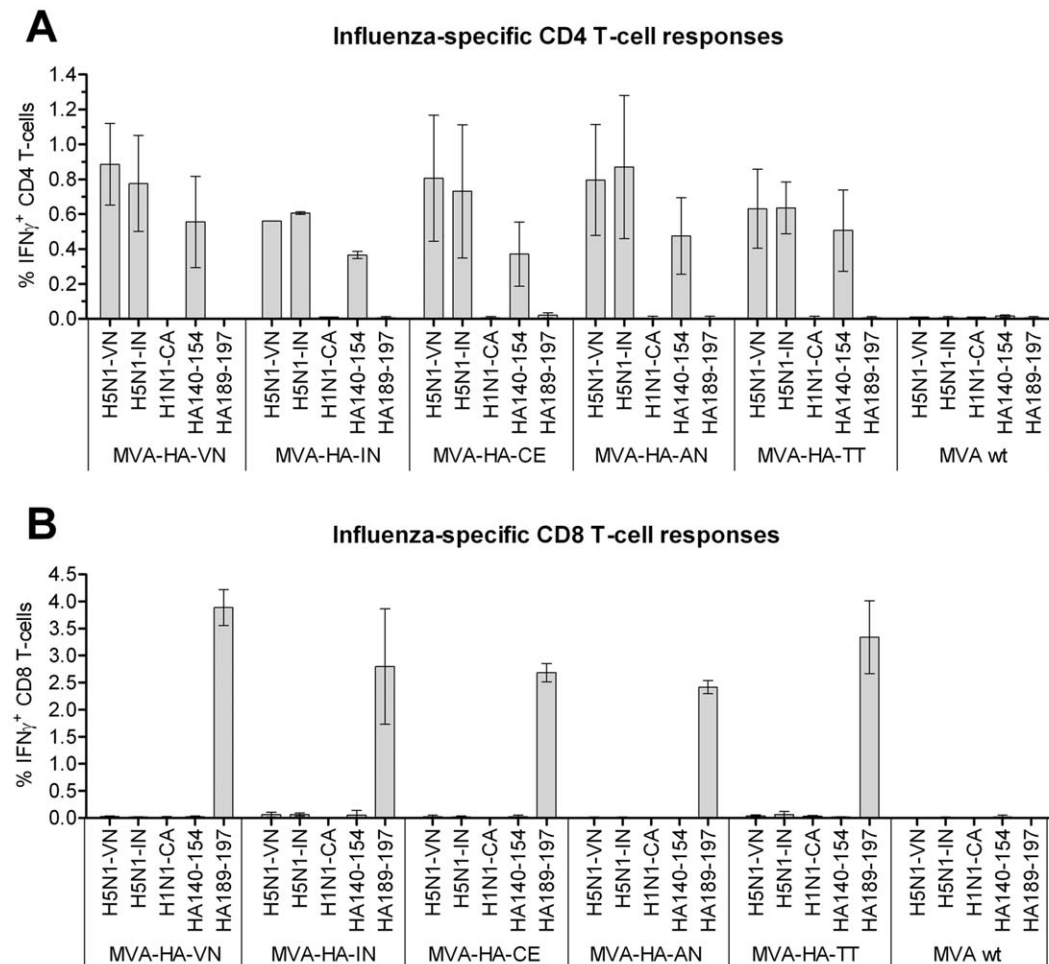 A
Influenza-specific CD4 T-cell responses
% IFNγ+ CD4 T-cells
1.4
1.2
1.0
0.8
0.6
0.4
0.2
0.0
H5N1-VN
H5N1-IN
H1N1-CA
HA140-154
HA189-197
H5N1-VN
H5N1-IN
H1N1-CA
HA140-154
HA189-197
H5N1-VN
H5N1-IN
H1N1-CA
HA140-154
HA189-197
H5N1-VN
H5N1-IN
H1N1-CA
HA140-154
HA189-197
H5N1-VN
H5N1-IN
H1N1-CA
HA140-154
HA189-197
H5N1-VN
H5N1-IN
H1N1-CA
HA140-154
HA189-197
MVA-HA-VN
MVA-HA-IN
MVA-HA-CE
MVA-HA-AN
MVA-HA-TT
MVA wt
B
Influenza-specific CD8 T-cell responses
% IFNγ+ CD8 T-cells
4.5
4.0
3.5
3.0
2.5
2.0
1.5
1.0
0.5
0.0
H5N1-VN
H5N1-IN
H1N1-CA
HA140-154
HA189-197
H5N1-VN
H5N1-IN
H1N1-CA
HA140-154
HA189-197
H5N1-VN
H5N1-IN
H1N1-CA
HA140-154
HA189-197
H5N1-VN
H5N1-IN
H1N1-CA
HA140-154
HA189-197
H5N1-VN
H5N1-IN
H1N1-CA
HA140-154
HA189-197
H5N1-VN
H5N1-IN
H1N1-CA
HA140-154
HA189-197
MVA-HA-VN
MVA-HA-IN
MVA-HA-CE
MVA-HA-AN
MVA-HA-TT
MVA wt